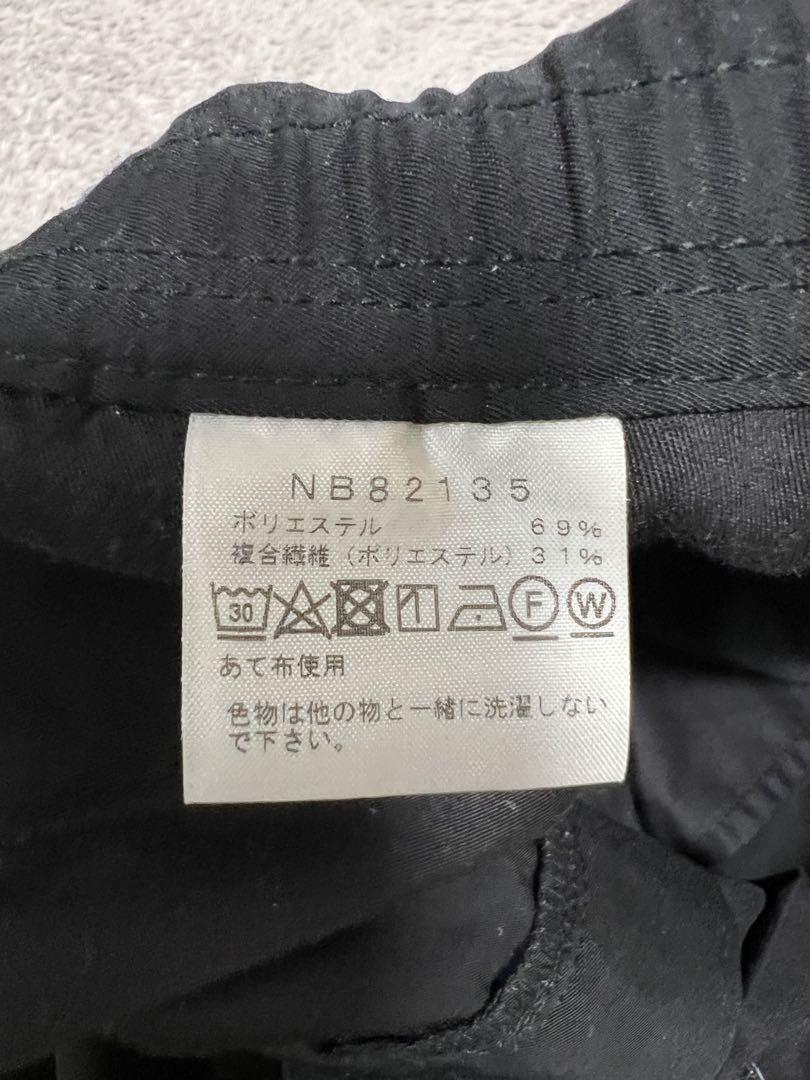 NB82135
ポリエステル 69%
複合繊維(ポリエステル)31%
30 F W
あて布使用
色物は他の物と一緒に洗濯しない
で下さい。